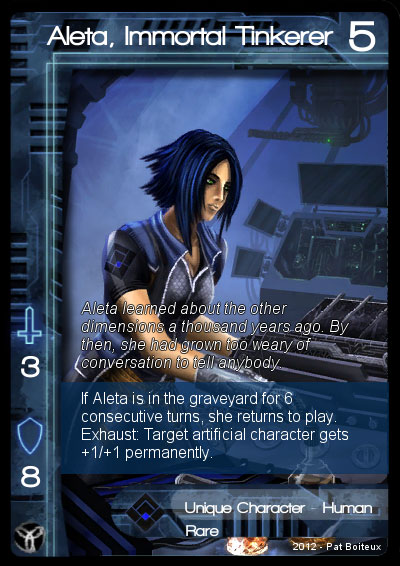 Aleta, Immortal Tinkerer 5
Aleta learned about the other
dimensions a thousand years ago. By
then, she had grown too weary of
conversation to tell anybody.
3
If Aleta is in the graveyard for 6
consecutive turns, she returns to play.
Exhaust: Target artificial character gets
+1/+1 permanently.
8
Unique Character - Human
Rare
2012 - Pat Boiteux